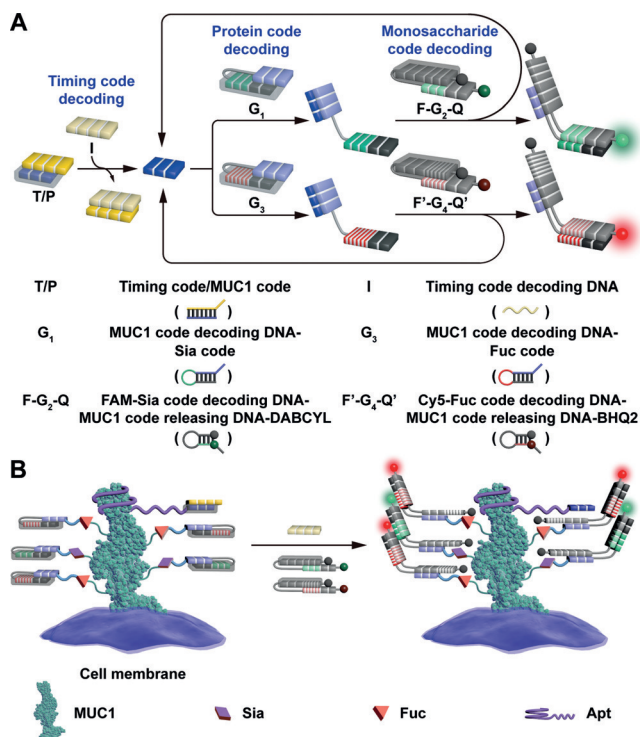 A
Protein code
decoding
Monosaccharide
code decoding
Timing code
decoding
I
G1
F-G2-Q
T/P
G3
F'-G4-Q'
T/P
Timing code/MUC1 code
( )
I
Timing code decoding DNA
( )
G1
MUC1 code decoding DNA-
Sia code
( )
G3
MUC1 code decoding DNA-
Fuc code
( )
F-G2-Q
FAM-Sia code decoding DNA-
MUC1 code releasing DNA-DABCYL
( )
F'-G4-Q'
Cy5-Fuc code decoding DNA-
MUC1 code releasing DNA-BHQ2
( )
B
Cell membrane
MUC1
Sia
Fuc
Apt